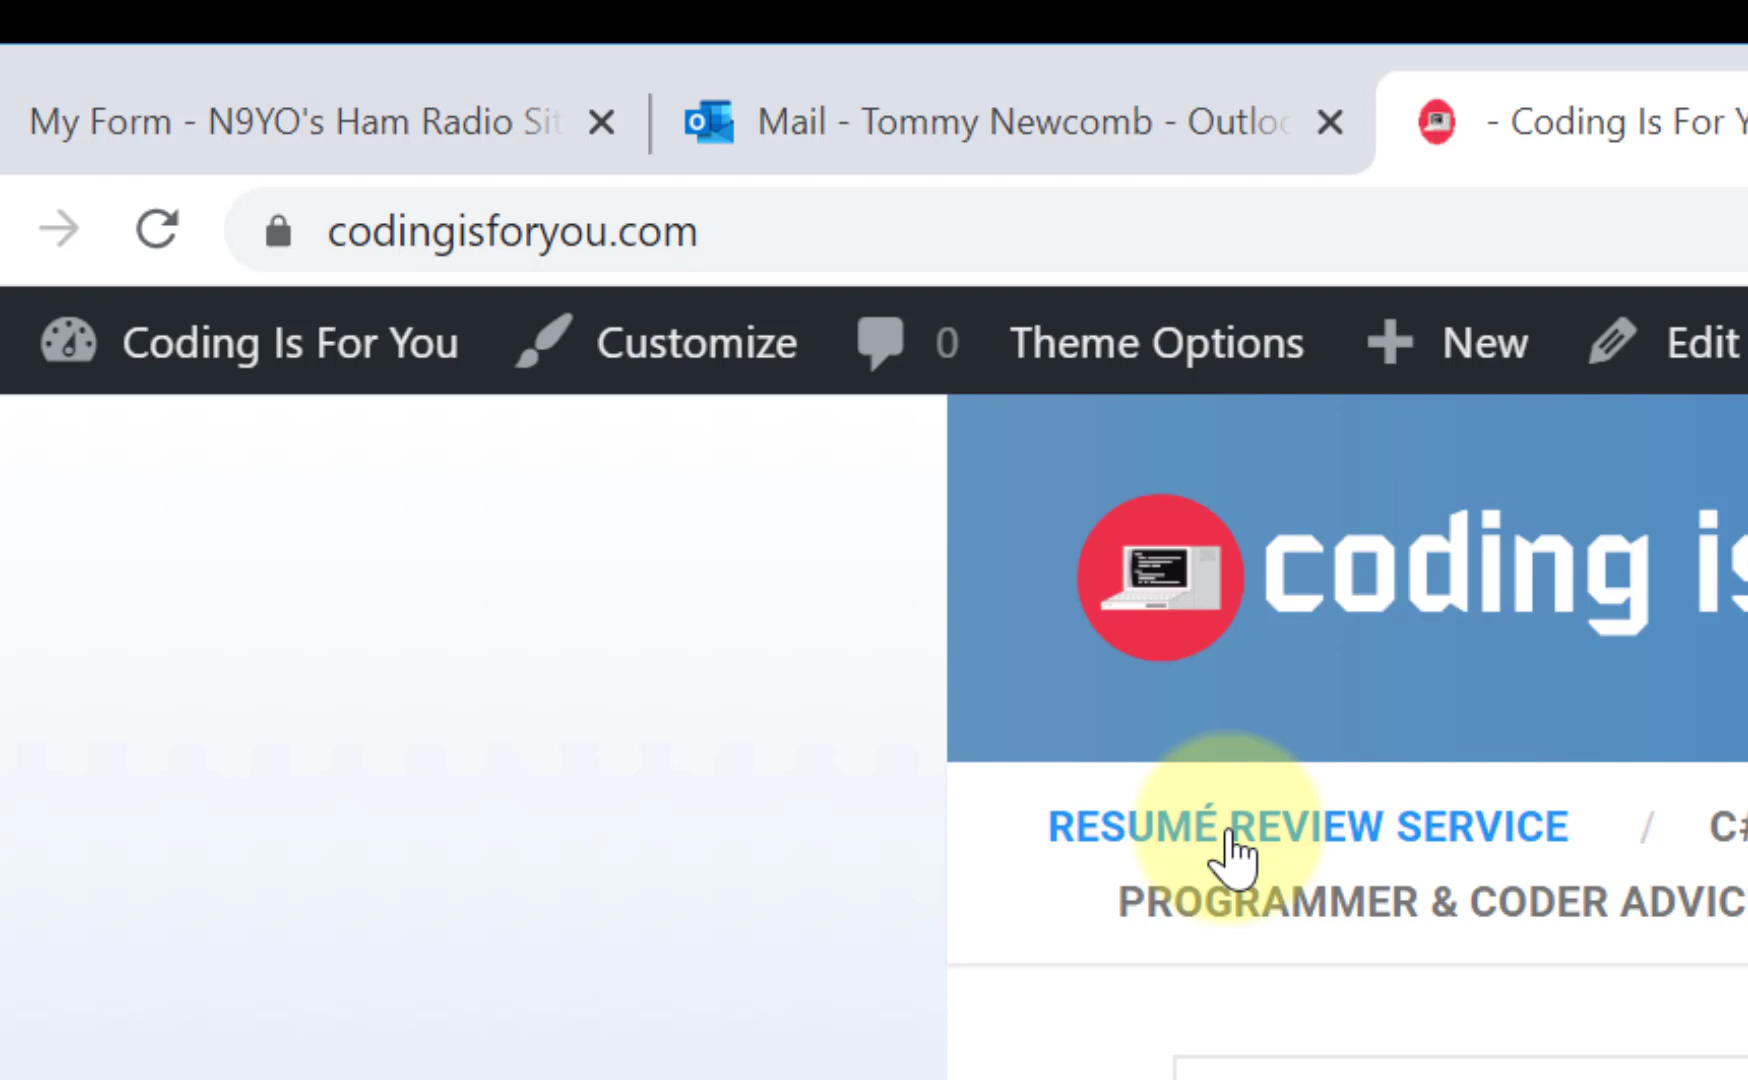 My Form - N9YO's Ham Radio Sit
Mail - Tommy Newcomb - Outloo
- Coding Is For Y
codingisforyou.com
Coding Is For You
Customize
0
Theme Options
New
Edit
coding is
RESUMÉ REVIEW SERVICE / C#
PROGRAMMER & CODER ADVIC